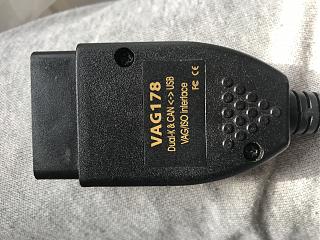 VAG178
Dual-K & CAN <-> USB
VAG/ISO Interface
FC CE